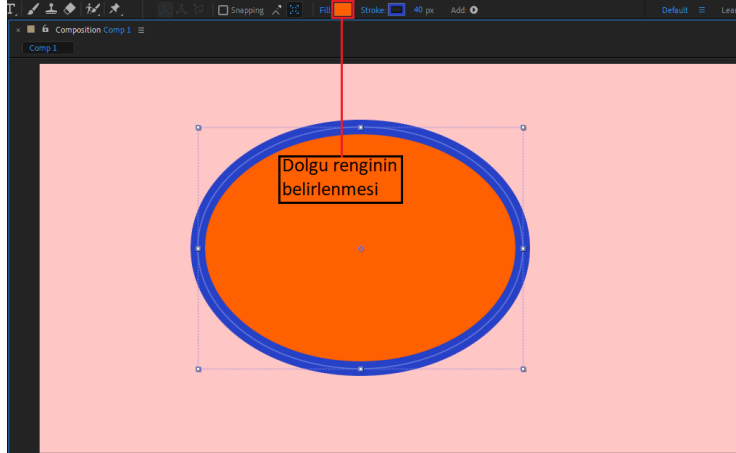 T Snapping Fill: Stroke: 40 px Add: Default
× Composition Comp 1
Comp 1
Dolgu renginin
belirlenmesi